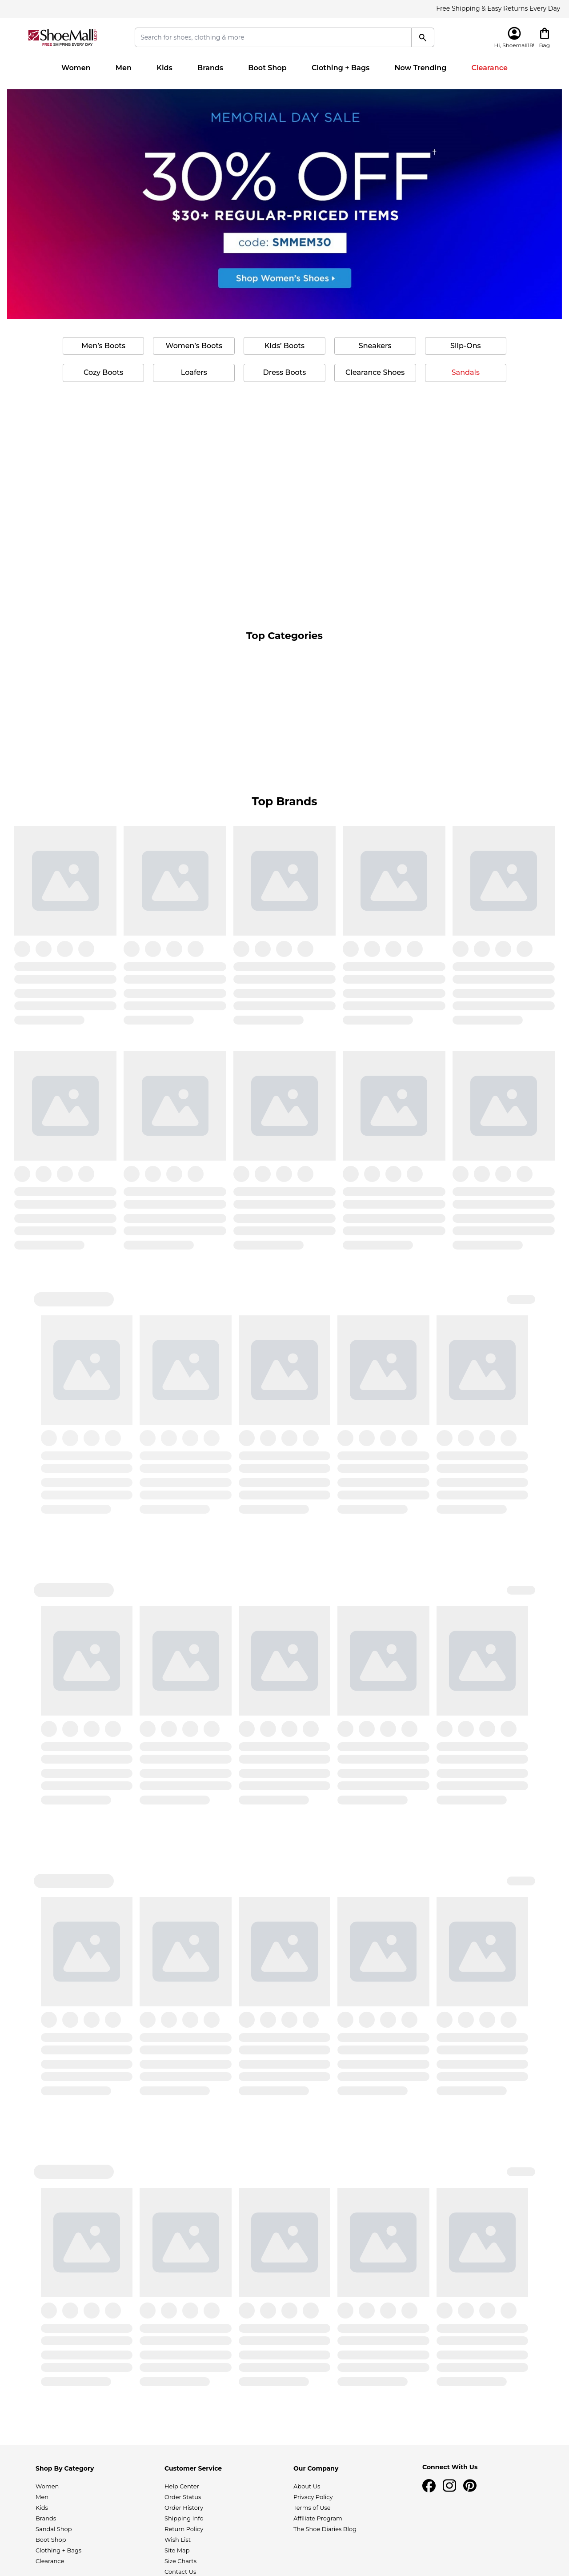 Free Shipping & Easy Returns Every Day
ShoeMall.com
FREE SHIPPING EVERY DAY
Search for shoes, clothing & more
Hi, Shoemall18!
Bag
Women
Men
Kids
Brands
Boot Shop
Clothing + Bags
Now Trending
Clearance
MEMORIAL DAY SALE
30% OFF†
$30+ REGULAR-PRICED ITEMS
code: SMMEM30
Shop Women's Shoes
Men's Boots
Women's Boots
Kids' Boots
Sneakers
Slip-Ons
Cozy Boots
Loafers
Dress Boots
Clearance Shoes
Sandals
Top Categories
Top Brands
Shop By Category
Women
Men
Kids
Brands
Sandal Shop
Boot Shop
Clothing + Bags
Clearance
Customer Service
Help Center
Order Status
Order History
Shipping Info
Return Policy
Wish List
Site Map
Size Charts
Contact Us
Our Company
About Us
Privacy Policy
Terms of Use
Affiliate Program
The Shoe Diaries Blog
Connect With Us